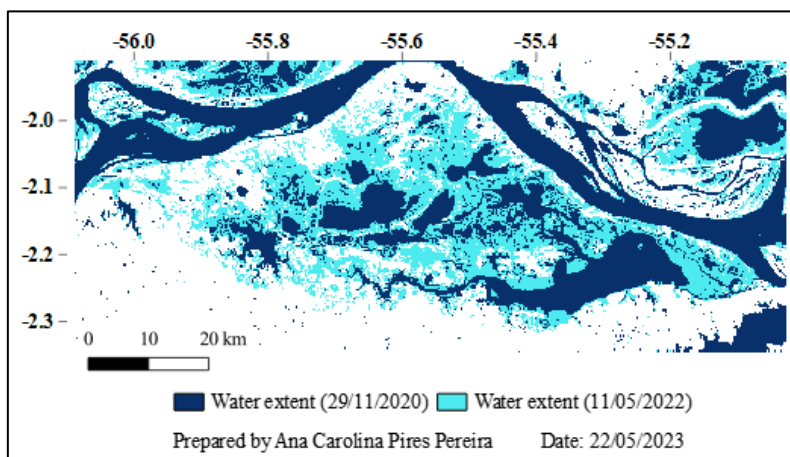 -56.0 -55.8 -55.6 -55.4 -55.2
-2.0
-2.1
-2.2
-2.3
0 10 20 km
Water extent (29/11/2020) Water extent (11/05/2022)
Prepared by Ana Carolina Pires Pereira Date: 22/05/2023